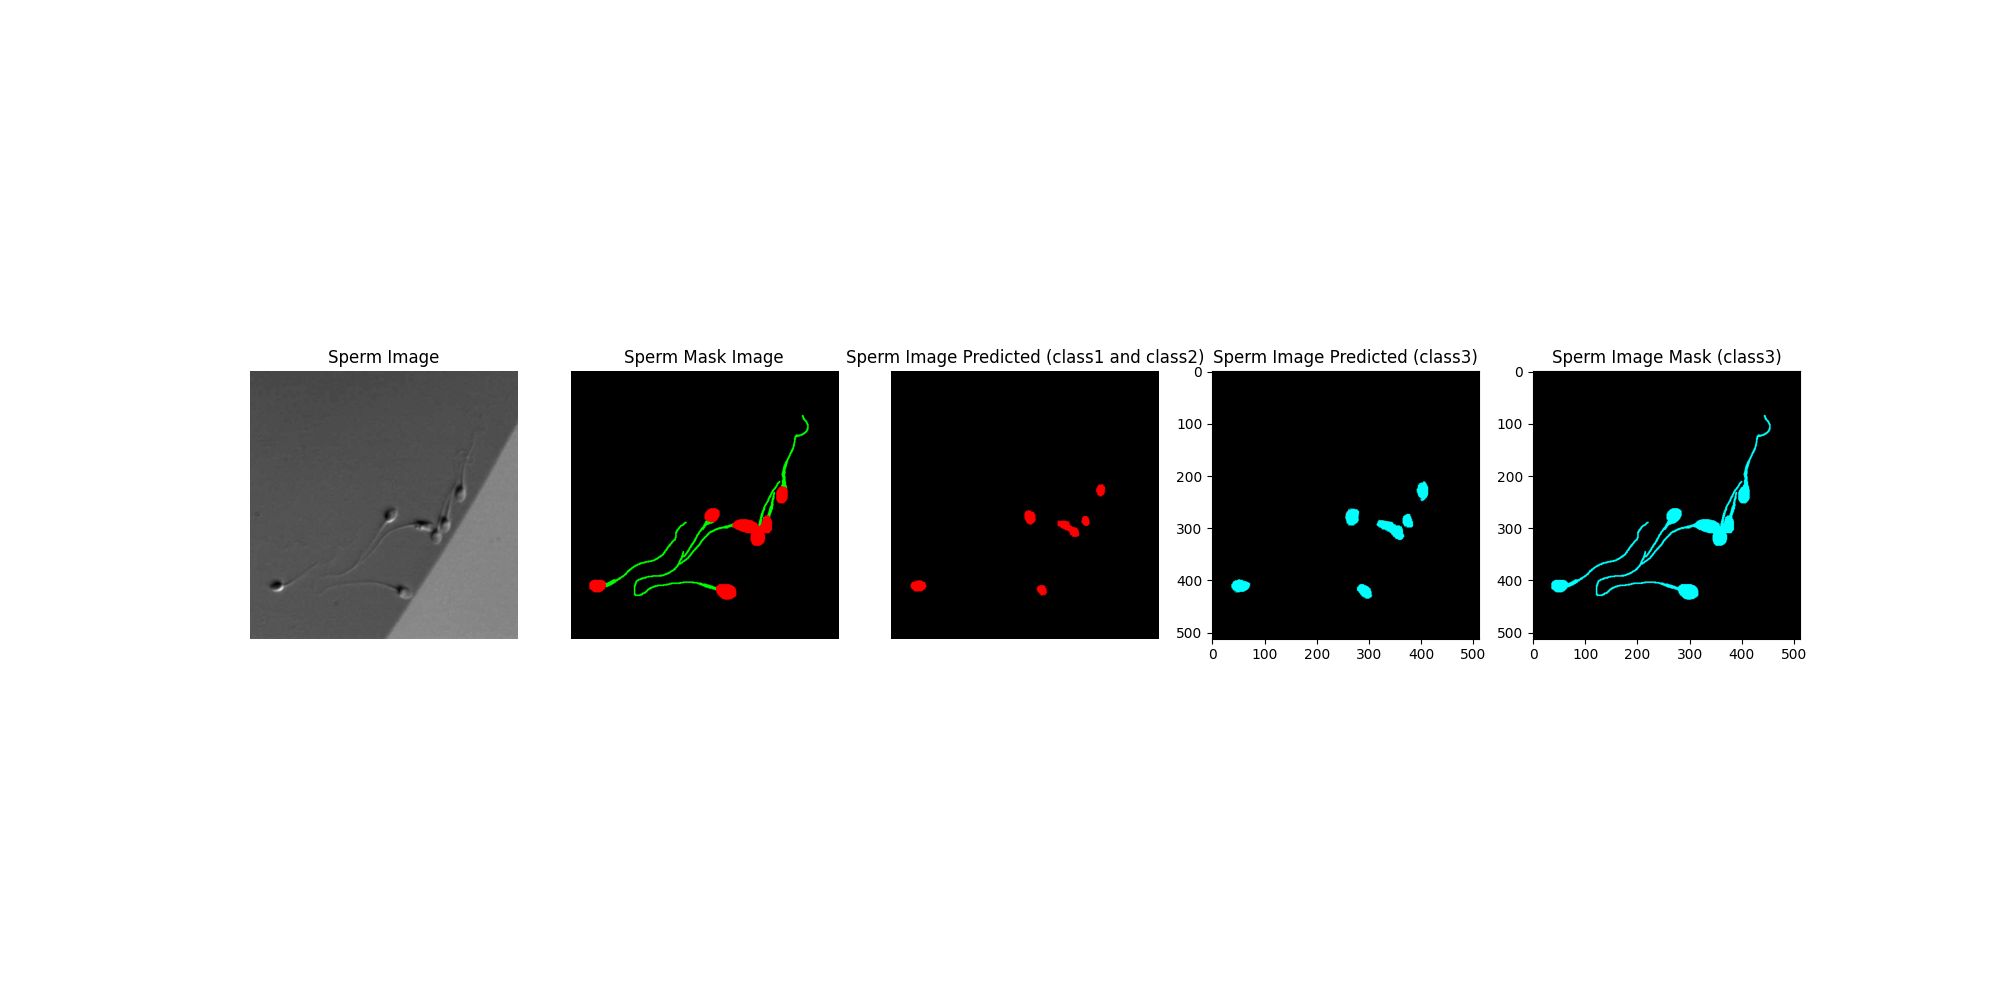 Sperm Image
Sperm Mask Image
Sperm Image Predicted (class1 and class2)
Sperm Image Predicted (class3)
Sperm Image Mask (class3)
0
100
200
300
400
500
0 100 200 300 400 500
0
100
200
300
400
500
0 100 200 300 400 500